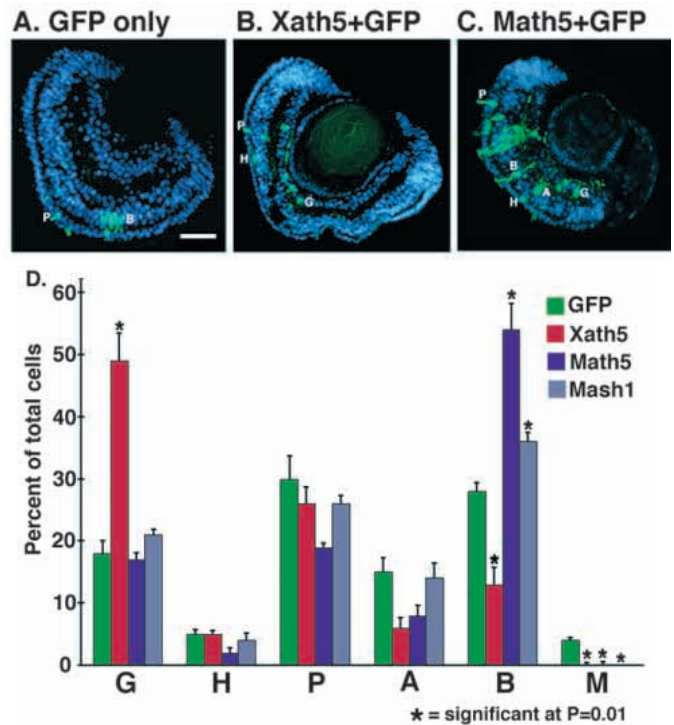 A. GFP only
B. Xath5+GFP
C. Math5+GFP
P
B
P
H
G
P
B
H
A
G
D.
Percent of total cells
60
50
40
30
20
10
0
*
*
*
*
* * *
GFP
Xath5
Math5
Mash1
G H P A B M
* = significant at P=0.01